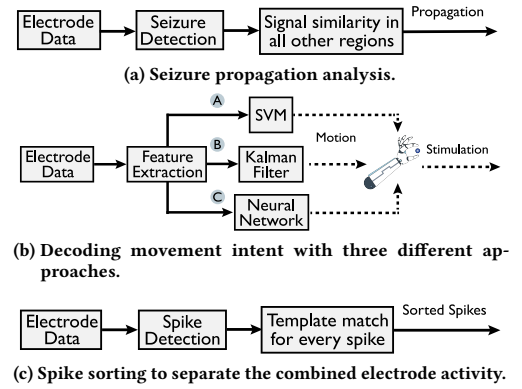 Electrode
Data
Seizure
Detection
Signal similarity in
all other regions
Propagation
(a) Seizure propagation analysis.
A
SVM
Electrode
Data
Feature
Extraction
B
Kalman
Filter
Motion
Stimulation
C
Neural
Network
(b) Decoding movement intent with three different ap-
proaches.
Electrode
Data
Spike
Detection
Template match
for every spike
Sorted Spikes
(c) Spike sorting to separate the combined electrode activity.